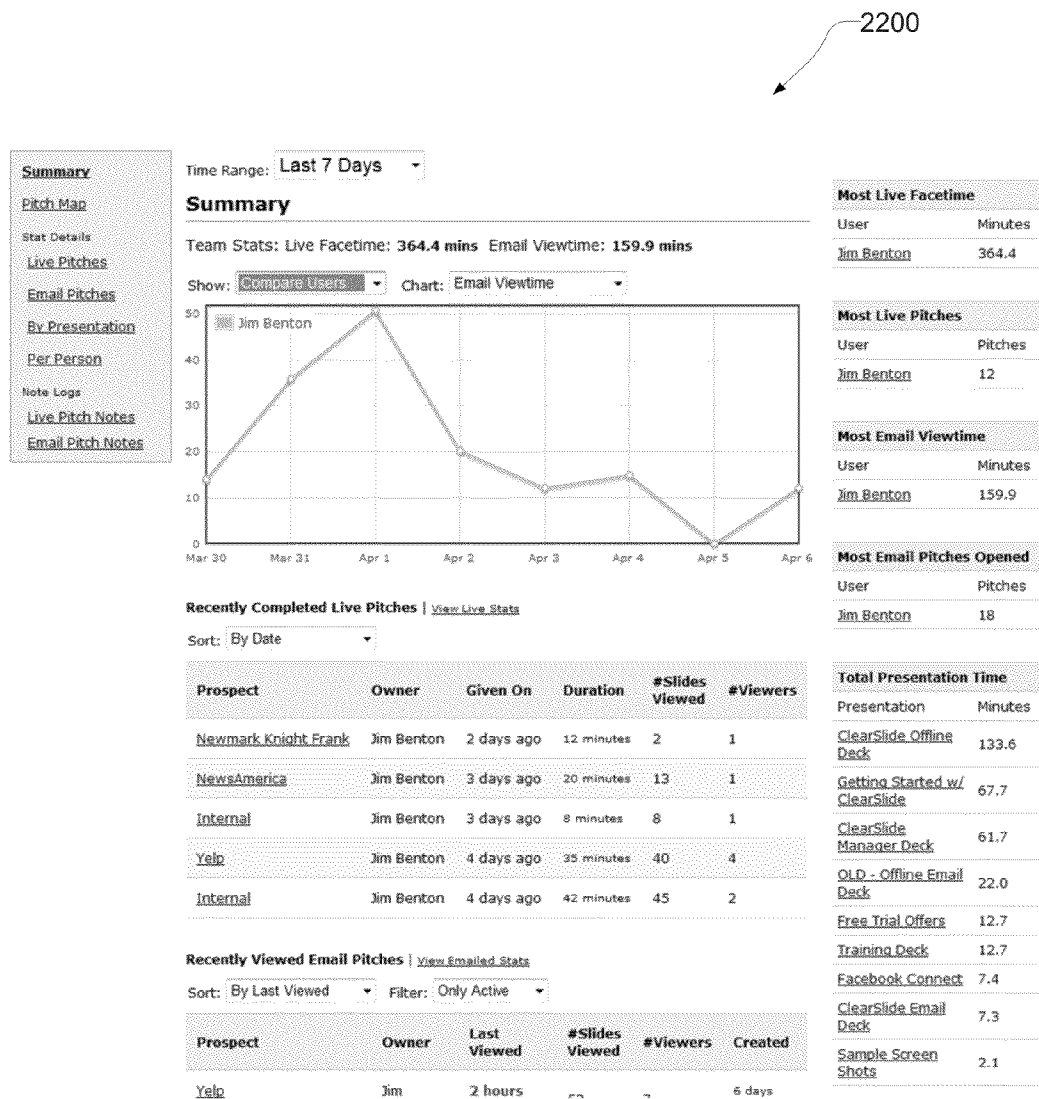 2200
Summary
Pitch Map
Stat Details
Live Pitches
Email Pitches
By Presentation
Per Person
Note Logs
Live Pitch Notes
Email Pitch Notes
Time Range: Last 7 Days
Summary
Team Stats: Live Facetime: 364.4 mins Email Viewtime: 159.9 mins
Show: Compare Users Chart: Email Viewtime
Jim Benton
50
40
30
20
10
0
Mar 30 Mar 31 Apr 1 Apr 2 Apr 3 Apr 4 Apr 5 Apr 6
Recently Completed Live Pitches | View Live Stats
Sort: By Date
Prospect Owner Given On Duration #Slides Viewed #Viewers
Newmark Knight Frank Jim Benton 2 days ago 12 minutes 2 1
NewsAmerica Jim Benton 3 days ago 20 minutes 13 1
Internal Jim Benton 3 days ago 8 minutes 8 1
Yelp Jim Benton 4 days ago 35 minutes 40 4
Internal Jim Benton 4 days ago 42 minutes 45 2
Recently Viewed Email Pitches | View Emailed Stats
Sort: By Last Viewed Filter: Only Active
Prospect Owner Last Viewed #Slides Viewed #Viewers Created
Yelp Jim 2 hours 6 days
Most Live Facetime
User Minutes
Jim Benton 364.4
Most Live Pitches
User Pitches
Jim Benton 12
Most Email Viewtime
User Minutes
Jim Benton 159.9
Most Email Pitches Opened
User Pitches
Jim Benton 18
Total Presentation Time
Presentation Minutes
ClearSlide Offline Deck 133.6
Getting Started w/ ClearSlide 67.7
ClearSlide Manager Deck 61.7
OLD - Offline Email Deck 22.0
Free Trial Offers 12.7
Training Deck 12.7
Facebook Connect 7.4
ClearSlide Email Deck 7.3
Sample Screen Shots 2.1